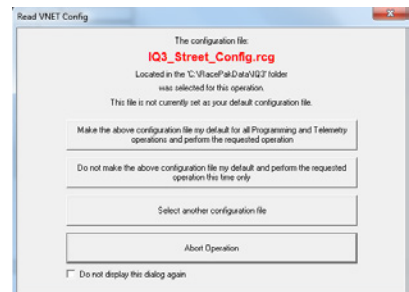 Read VNET Config
The configuration file:
IQ3_Street_Config.rcg
Located in the 'C:\RacePakData\IQ3' folder
was selected for this operation.
This file is not currently set as your default configuration file.
Make the above configuration file my default for all Programming and Telemetry
operations and perform the requested operation
Do not make the above configuration file my default and perform the requested
operation this time only
Select another configuration file
Abort Operation
Do not display this dialog again